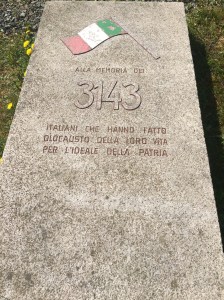 ALLA MEMORIA DEI
3143
ITALIANI CHE HANNO FATTO
OLOCAUSTO DELLA LORO VITA
PER L'IDEALE DELLA PATRIA